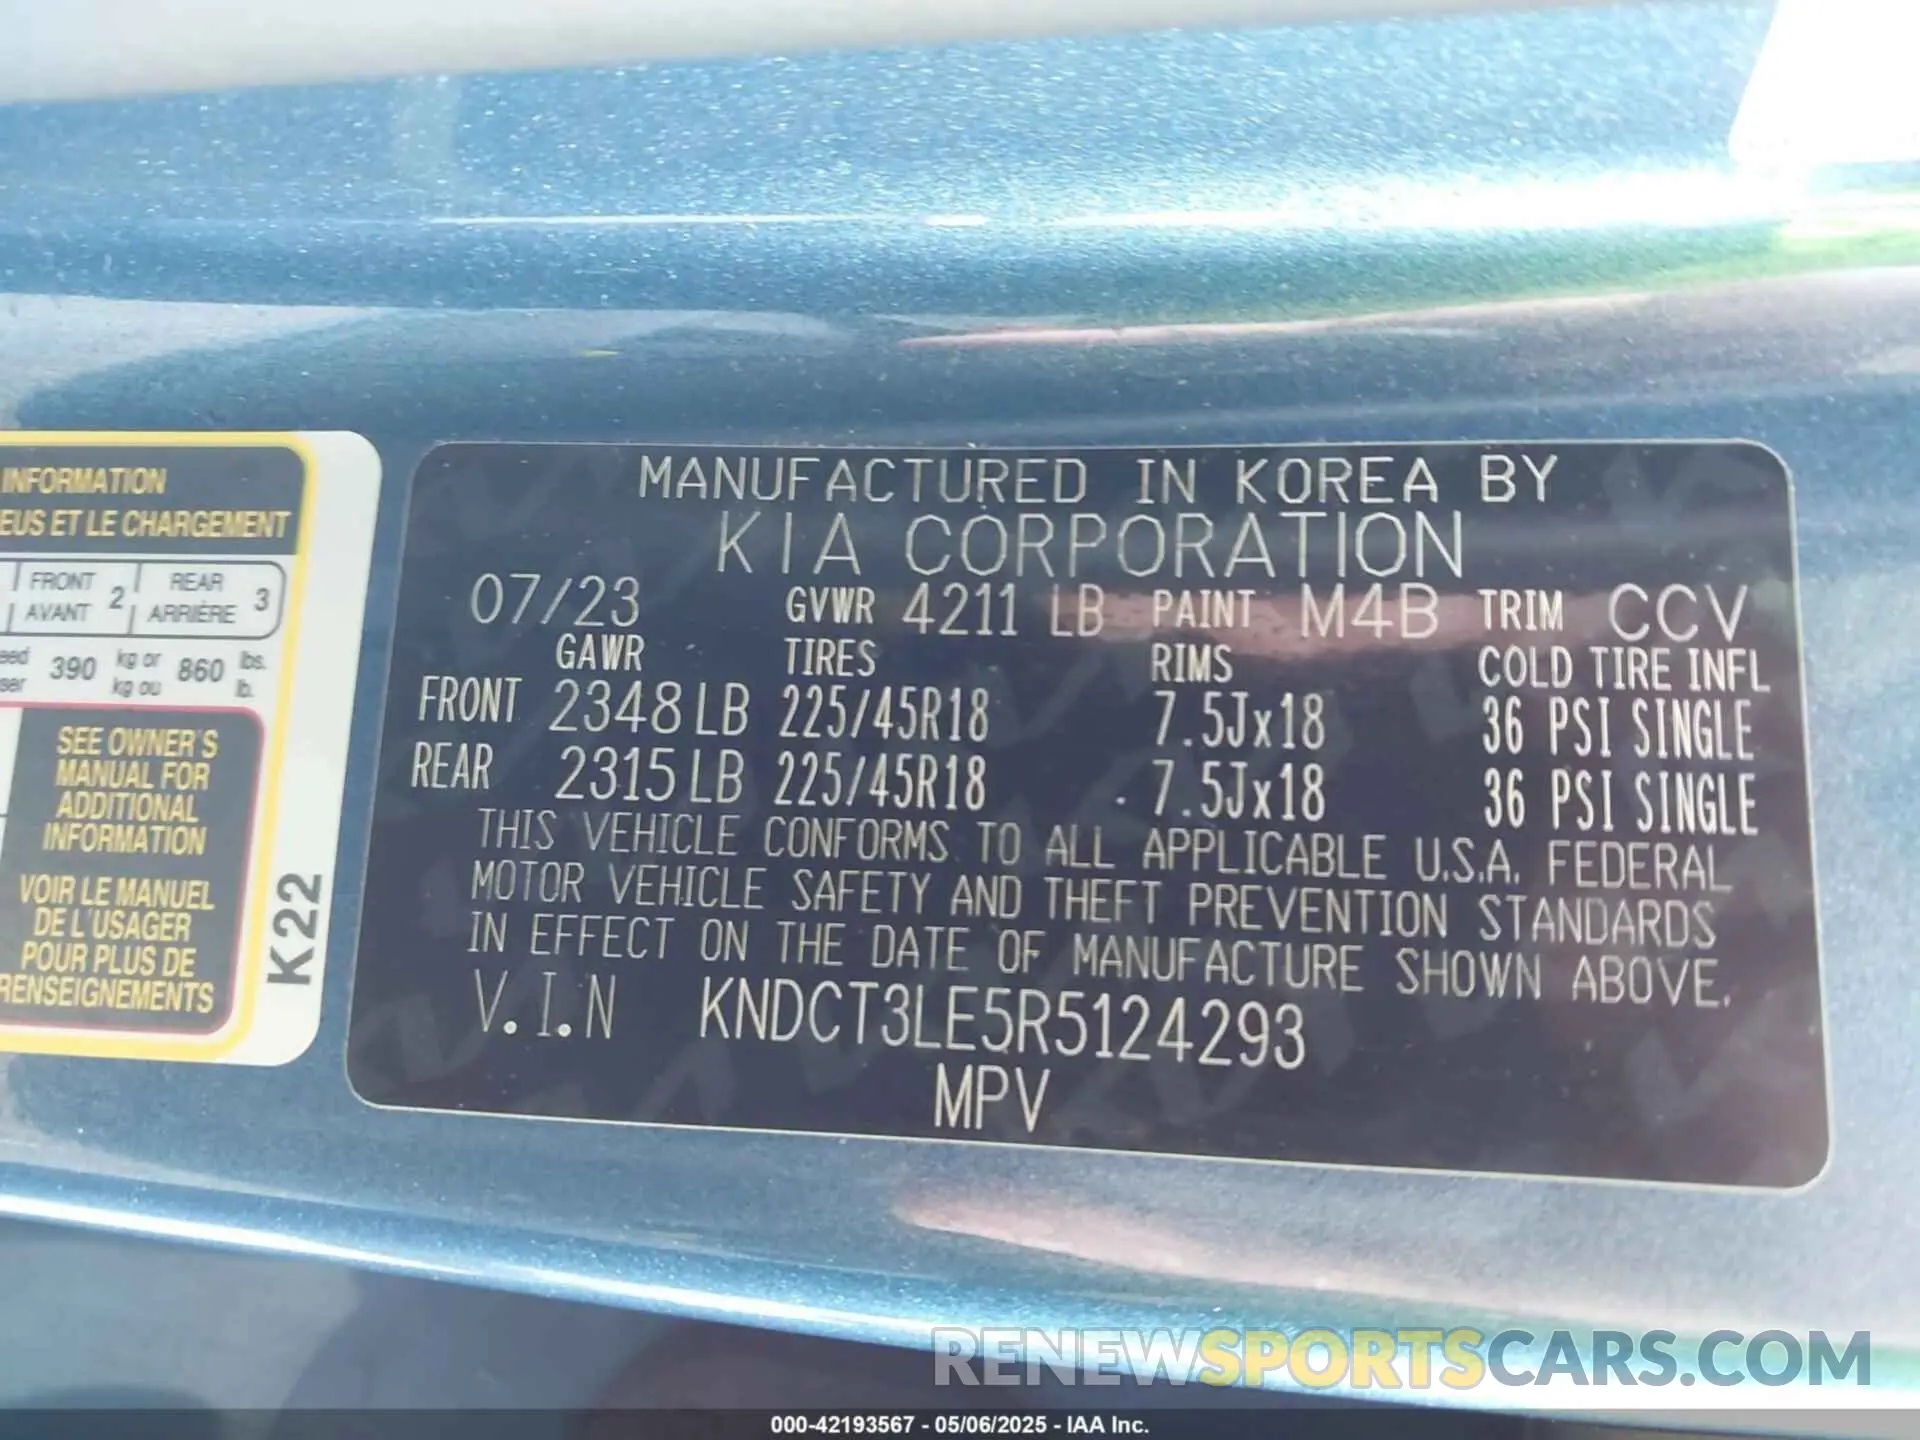 INFORMATION
EUS ET LE CHARGEMENT
FRONT 2 REAR 3
AVANT ARRIÈRE
390 kg or 860 lbs.
kg ou lb.
SEE OWNER'S
MANUAL FOR
ADDITIONAL
INFORMATION
VOIR LE MANUEL
DE L'USAGER
POUR PLUS DE
RENSEIGNEMENTS
K22
MANUFACTURED IN KOREA BY
KIA CORPORATION
07/23 GVWR 4211 LB PAINT M4B TRIM CCV
GAWR TIRES RIMS COLD TIRE INFL
FRONT 2348 LB 225/45R18 7.5Jx18 36 PSI SINGLE
REAR 2315 LB 225/45R18 7.5Jx18 36 PSI SINGLE
THIS VEHICLE CONFORMS TO ALL APPLICABLE U.S.A. FEDERAL
MOTOR VEHICLE SAFETY AND THEFT PREVENTION STANDARDS
IN EFFECT ON THE DATE OF MANUFACTURE SHOWN ABOVE.
V.I.N KNDCT3LE5R5124293
MPV
RENEWSPORTSCARS.COM
000-42193567 - 05/06/2025 - IAA Inc.